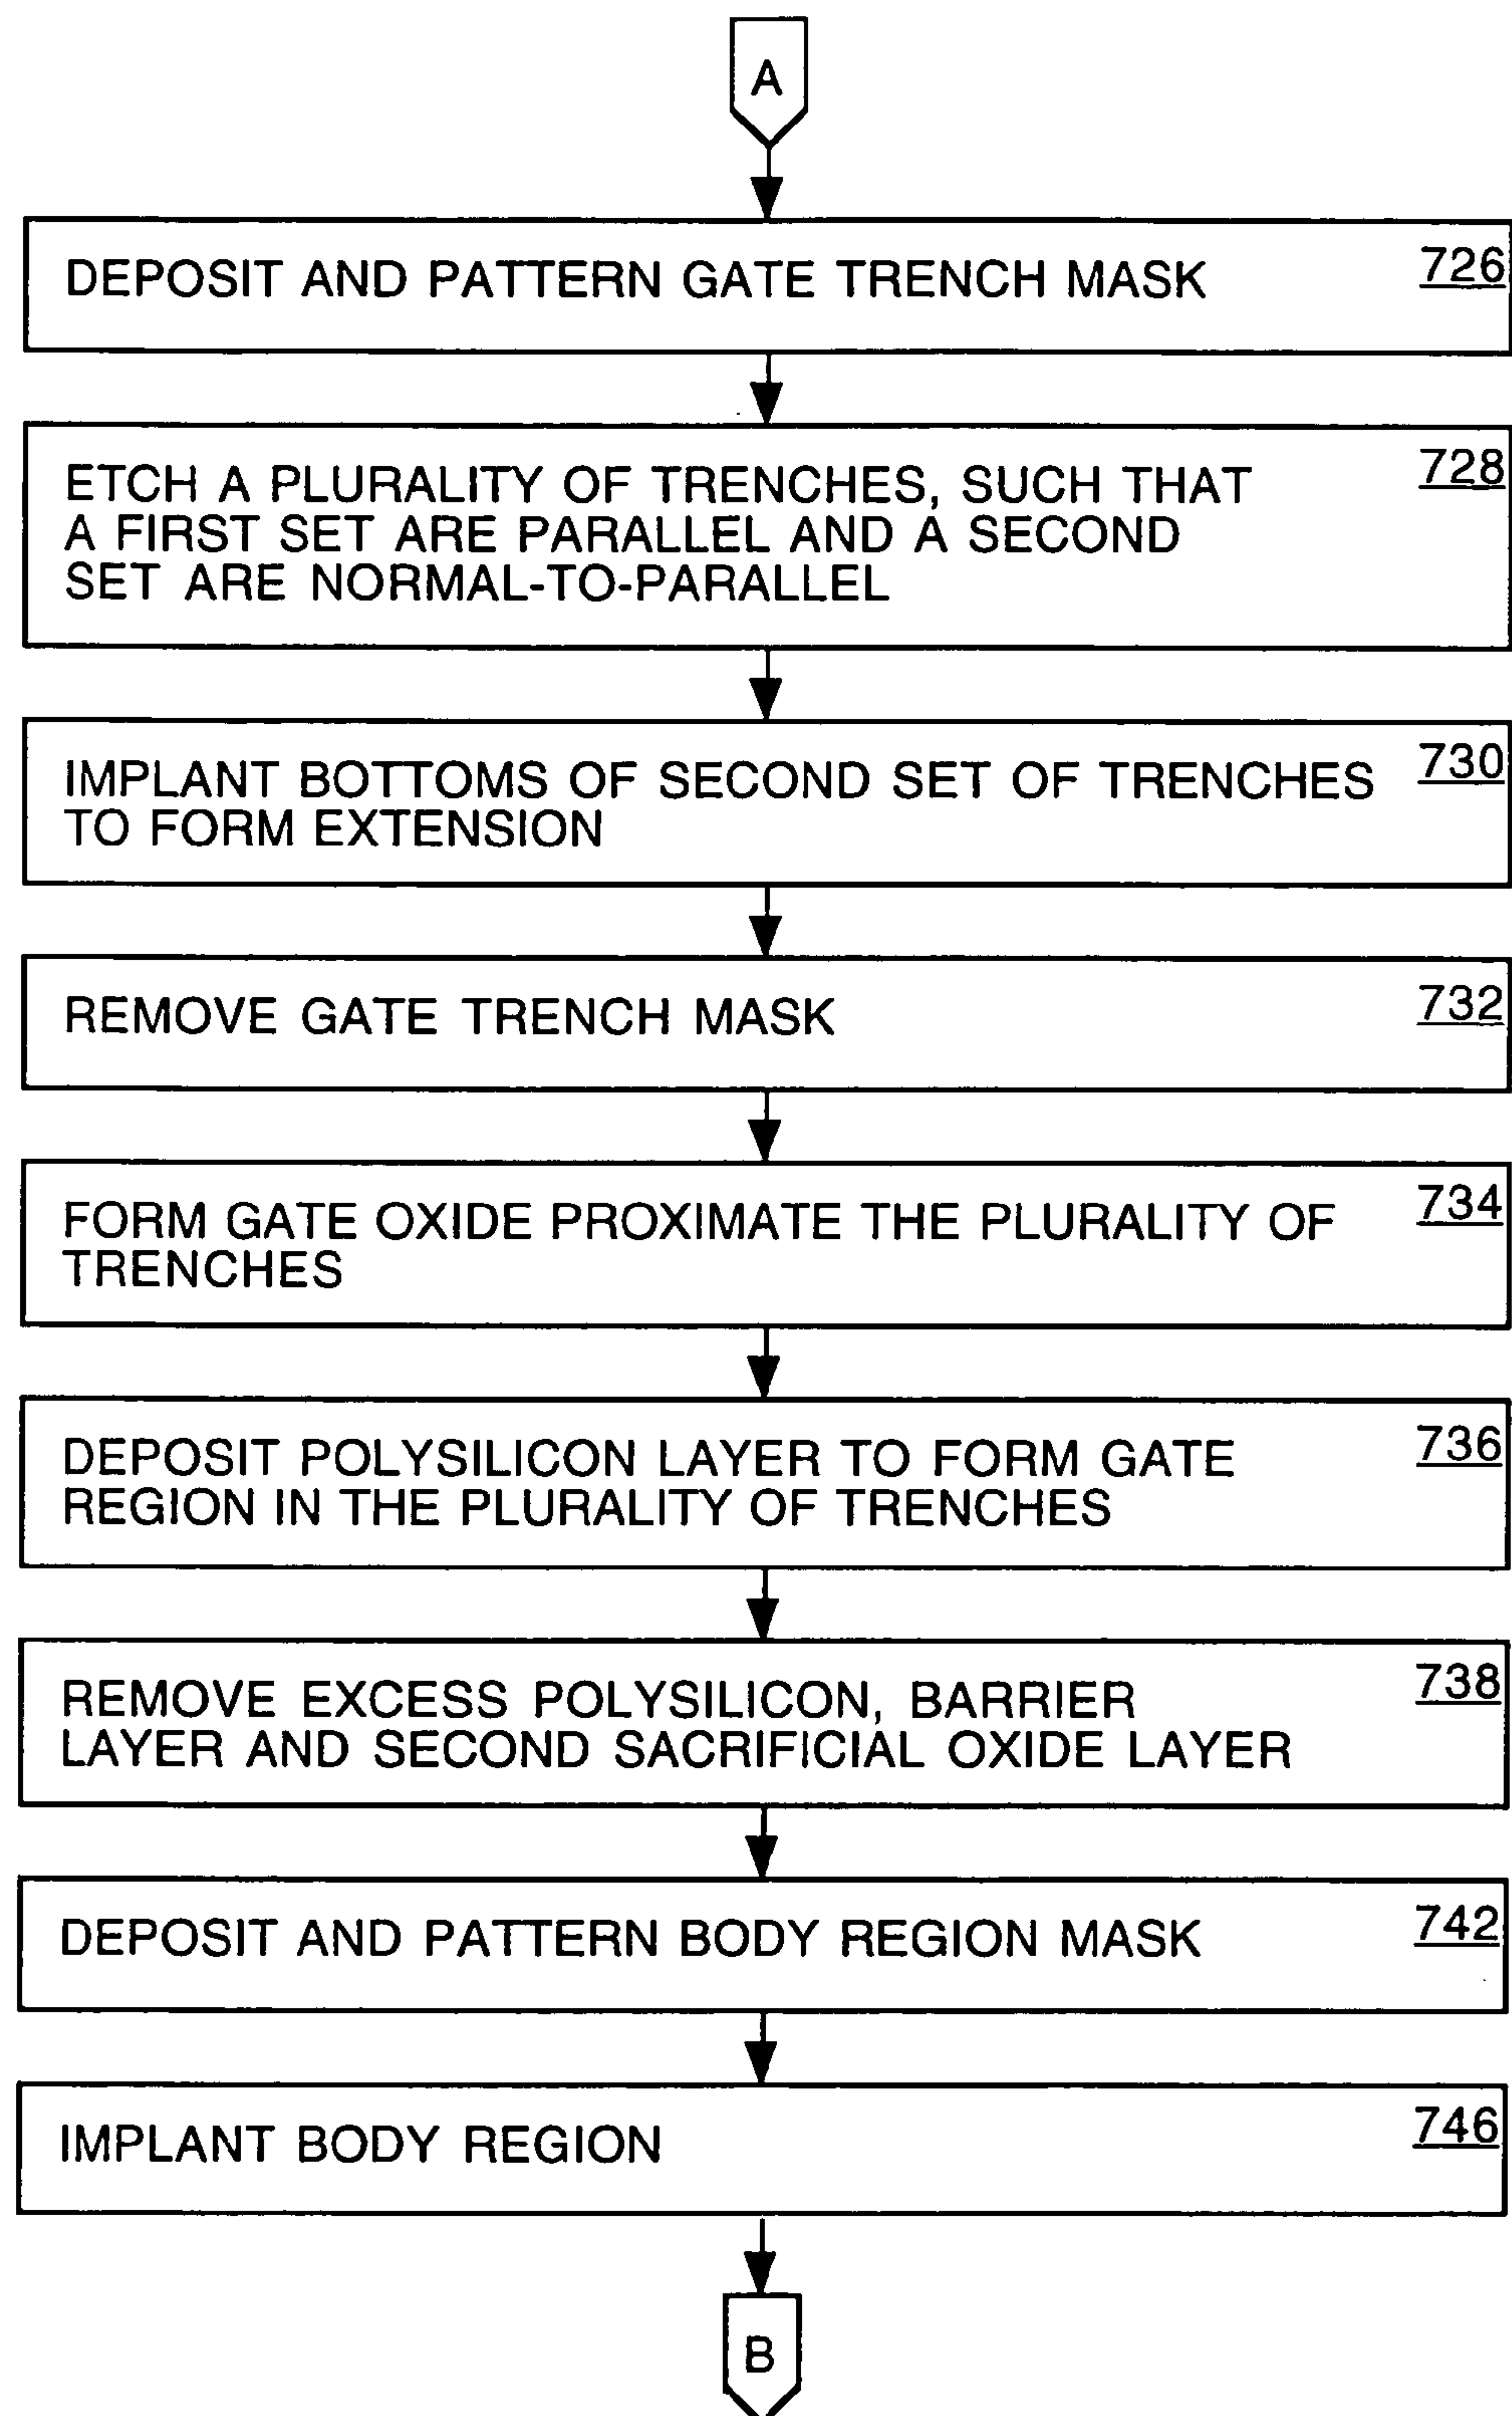 A
DEPOSIT AND PATTERN GATE TRENCH MASK 726
ETCH A PLURALITY OF TRENCHES, SUCH THAT 728
A FIRST SET ARE PARALLEL AND A SECOND
SET ARE NORMAL-TO-PARALLEL
IMPLANT BOTTOMS OF SECOND SET OF TRENCHES 730
TO FORM EXTENSION
REMOVE GATE TRENCH MASK 732
FORM GATE OXIDE PROXIMATE THE PLURALITY OF 734
TRENCHES
DEPOSIT POLYSILICON LAYER TO FORM GATE 736
REGION IN THE PLURALITY OF TRENCHES
REMOVE EXCESS POLYSILICON, BARRIER 738
LAYER AND SECOND SACRIFICIAL OXIDE LAYER
DEPOSIT AND PATTERN BODY REGION MASK 742
IMPLANT BODY REGION 746
B